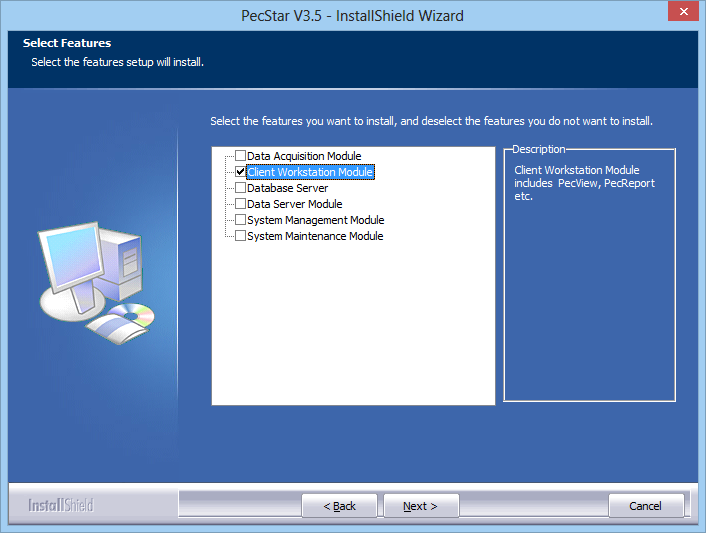 PecStar V3.5 - InstallShield Wizard
Select Features
Select the features setup will install.
Select the features you want to install, and deselect the features you do not want to install.
Data Acquisition Module
Client Workstation Module
Database Server
Data Server Module
System Management Module
System Maintenance Module
Description
Client Workstation Module
includes PecView, PecReport
etc.
InstallShield
< Back
Next >
Cancel